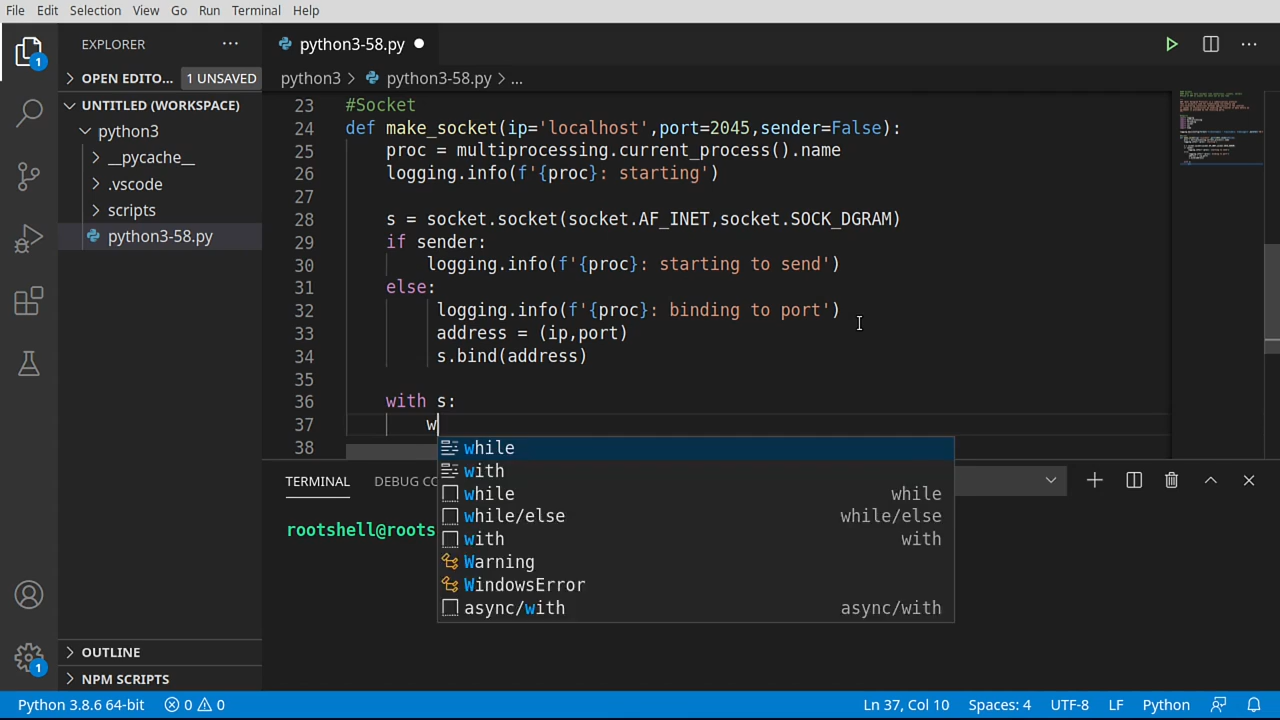 File Edit Selection View Go Run Terminal Help
EXPLORER
python3-58.py
OPEN EDITO... 1 UNSAVED
python3 > python3-58.py > ...
UNTITLED (WORKSPACE)
python3
__pycache__
.vscode
scripts
python3-58.py
1
23 #Socket
24 def make_socket(ip='localhost',port=2045,sender=False):
25 proc = multiprocessing.current_process().name
26 logging.info(f'{proc}: starting')
27
28 s = socket.socket(socket.AF_INET,socket.SOCK_DGRAM)
29 if sender:
30 logging.info(f'{proc}: starting to send')
31 else:
32 logging.info(f'{proc}: binding to port')
33 address = (ip,port)
34 s.bind(address)
35
36 with s:
37 w
38
while
with
while while
while/else while/else
with with
Warning
WindowsError
async/with async/with
TERMINAL DEBUG CO
rootshell@roots
OUTLINE
NPM SCRIPTS
1
Python 3.8.6 64-bit 0 0 Ln 37, Col 10 Spaces: 4 UTF-8 LF Python